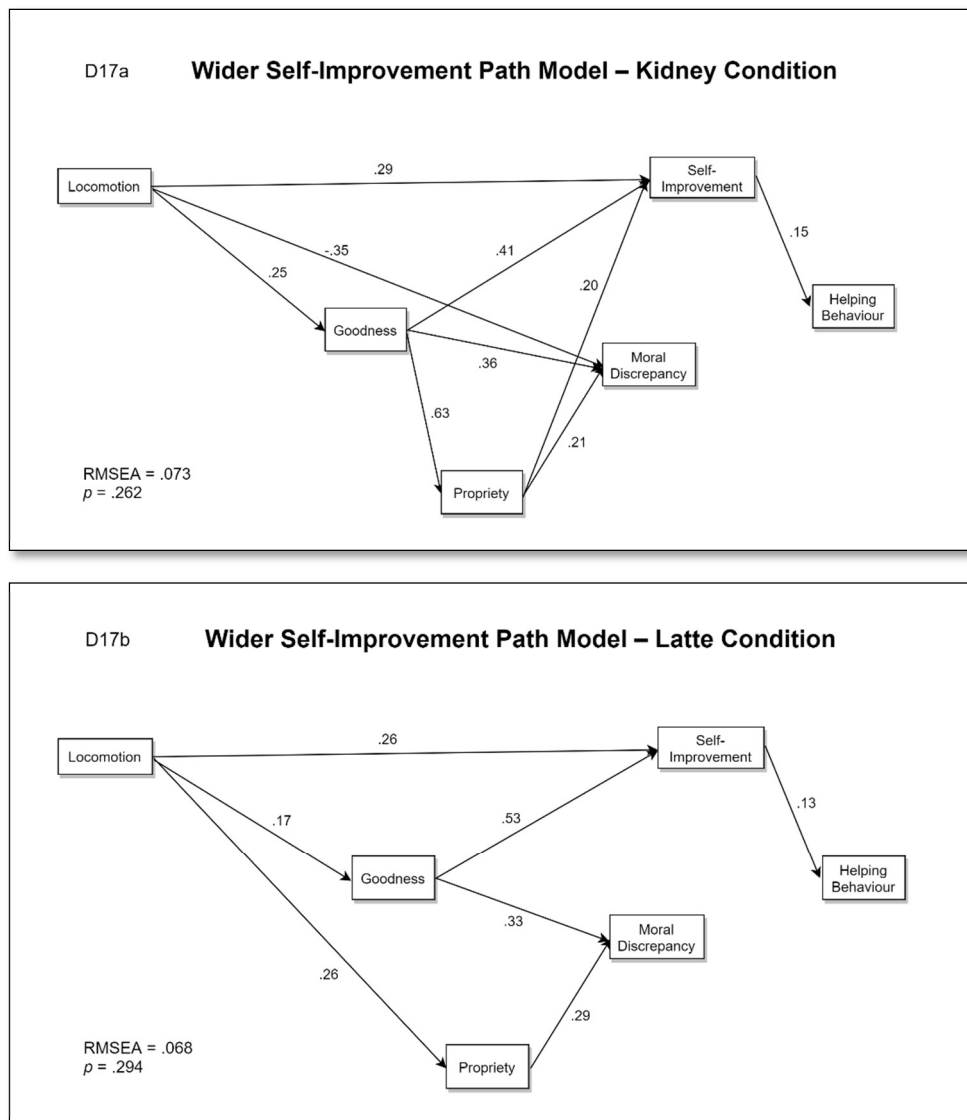 D17a
Wider Self-Improvement Path Model – Kidney Condition
Locomotion
.29
Self-
Improvement
-.35
.41
.15
.25
.20
Helping
Behaviour
Goodness
.36
Moral
Discrepancy
.63
.21
RMSEA = .073
p = .262
Propriety
D17b
Wider Self-Improvement Path Model – Latte Condition
Locomotion
.26
Self-
Improvement
.17
.53
.13
Goodness
Helping
Behaviour
.33
Moral
Discrepancy
.26
.29
RMSEA = .068
p = .294
Propriety